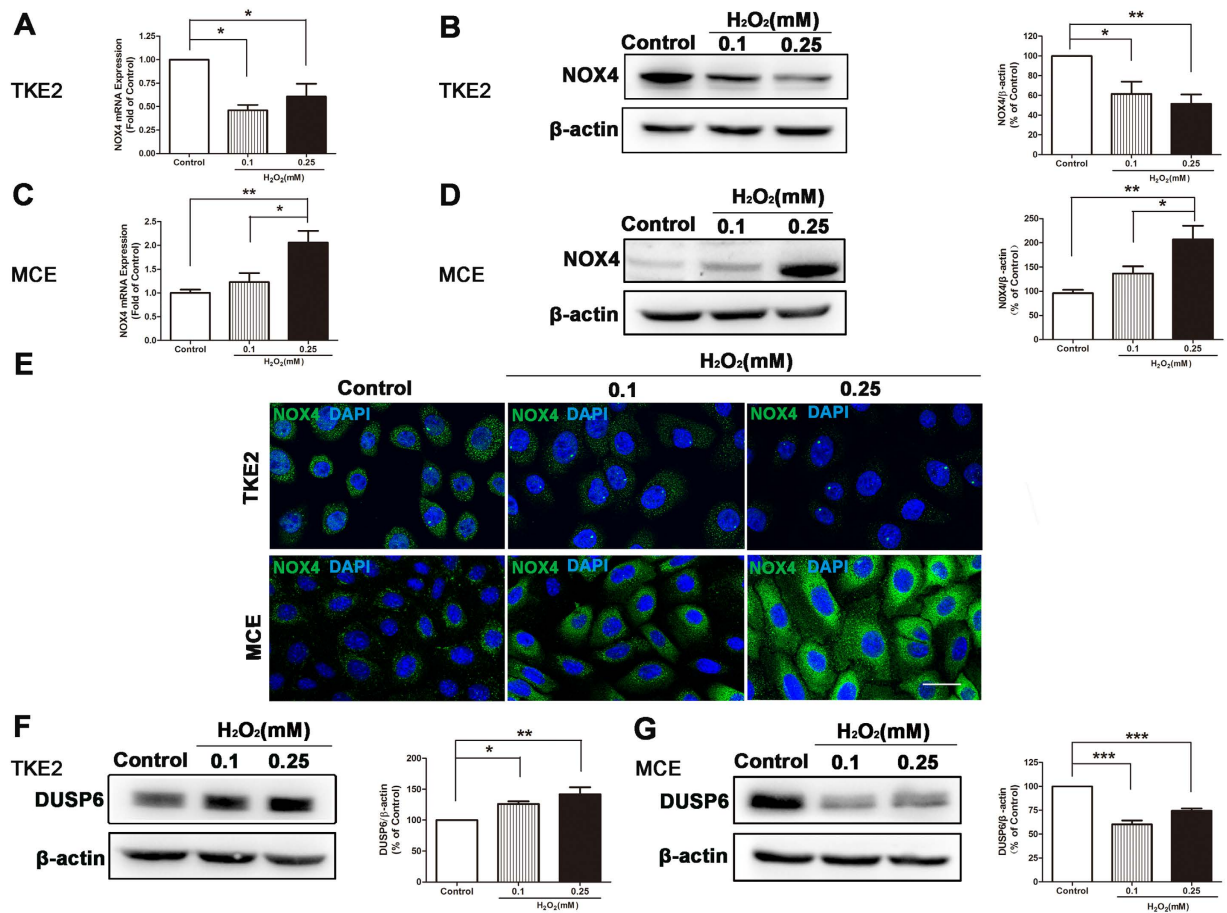 A
TKE2
NOX4 mRNA Expression
(Fold of Control)
1.25
1.00
0.75
0.50
0.25
0.00
*
*
Control
0.1
0.25
H₂O₂(mM)
B
TKE2
H₂O₂(mM)
Control 0.1 0.25
NOX4
β-actin
NOX4/β-actin
(% of Control)
120
100
80
60
40
20
0
**
*
Control
0.1
0.25
H₂O₂(mM)
C
MCE
NOX4 mRNA Expression
(Fold of Control)
2.5
2.0
1.5
1.0
0.5
0.0
**
*
Control
0.1
0.25
H₂O₂(mM)
D
MCE
H₂O₂(mM)
Control 0.1 0.25
NOX4
β-actin
N0X4/β-actin
(% of Control)
250
200
150
100
50
0
**
*
Control
0.1
0.25
H₂O₂(mM)
E
H₂O₂(mM)
Control 0.1 0.25
TKE2
NOX4 DAPI
NOX4 DAPI
NOX4 DAPI
MCE
NOX4 DAPI
NOX4 DAPI
NOX4 DAPI
F
TKE2
H₂O₂(mM)
Control 0.1 0.25
DUSP6
β-actin
DUSP6/β-actin
(% of Control)
200
150
100
50
0
**
*
Control
0.1
0.25
H₂O₂(mM)
G
MCE
H₂O₂(mM)
Control 0.1 0.25
DUSP6
β-actin
DUSP6/β-actin
(% of Control)
125
100
75
50
25
0
***
***
Control
0.1
0.25
H₂O₂(mM)